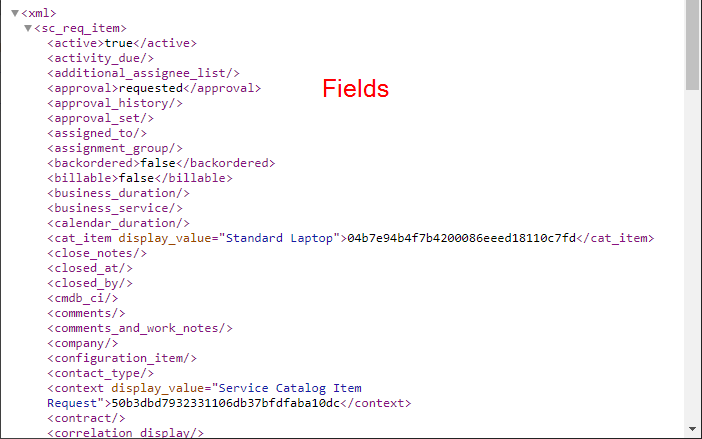 <xml>
<sc_req_item>
<active>true</active>
<activity_due/>
<additional_assignee_list/>
<approval>requested</approval>
Fields
<approval_history/>
<approval_set/>
<assigned_to/>
<assignment_group/>
<backordered>false</backordered>
<billable>false</billable>
<business_duration/>
<business_service/>
<calendar_duration/>
<cat_item display_value="Standard Laptop">04b7e94b4f7b4200086eeed18110c7fd</cat_item>
<close_notes/>
<closed_at/>
<closed_by/>
<cmdb_ci/>
<comments/>
<comments_and_work_notes/>
<company/>
<configuration_item/>
<contact_type/>
<context display_value="Service Catalog Item
Request">50b3dbd7932331106db37bfdfaba10dc</context>
<contract/>
<correlation_display/>